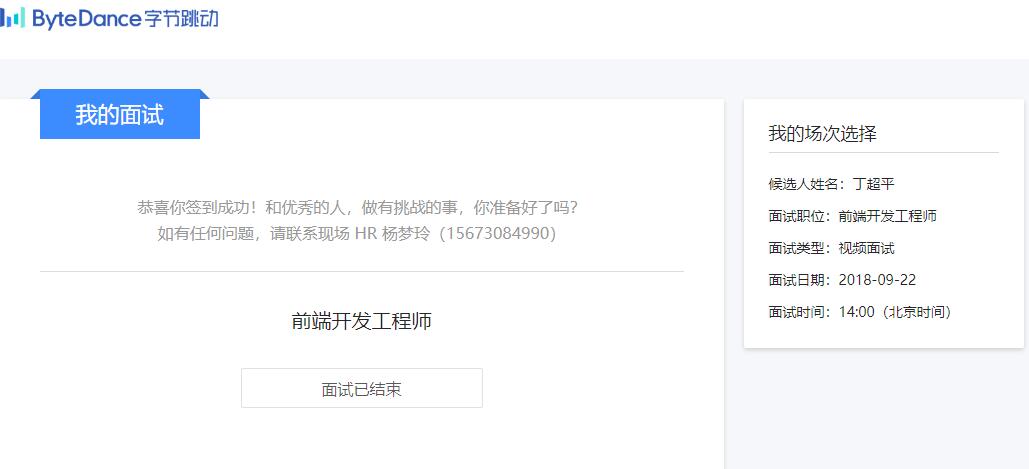 ByteDance字节跳动
我的面试
恭喜你签到成功！和优秀的人，做有挑战的事，你准备好了吗？
如有任何问题，请联系现场 HR 杨梦玲（15673084990）
前端开发工程师
面试已结束
我的场次选择
候选人姓名：丁超平
面试职位：前端开发工程师
面试类型：视频面试
面试日期：2018-09-22
面试时间：14:00（北京时间）